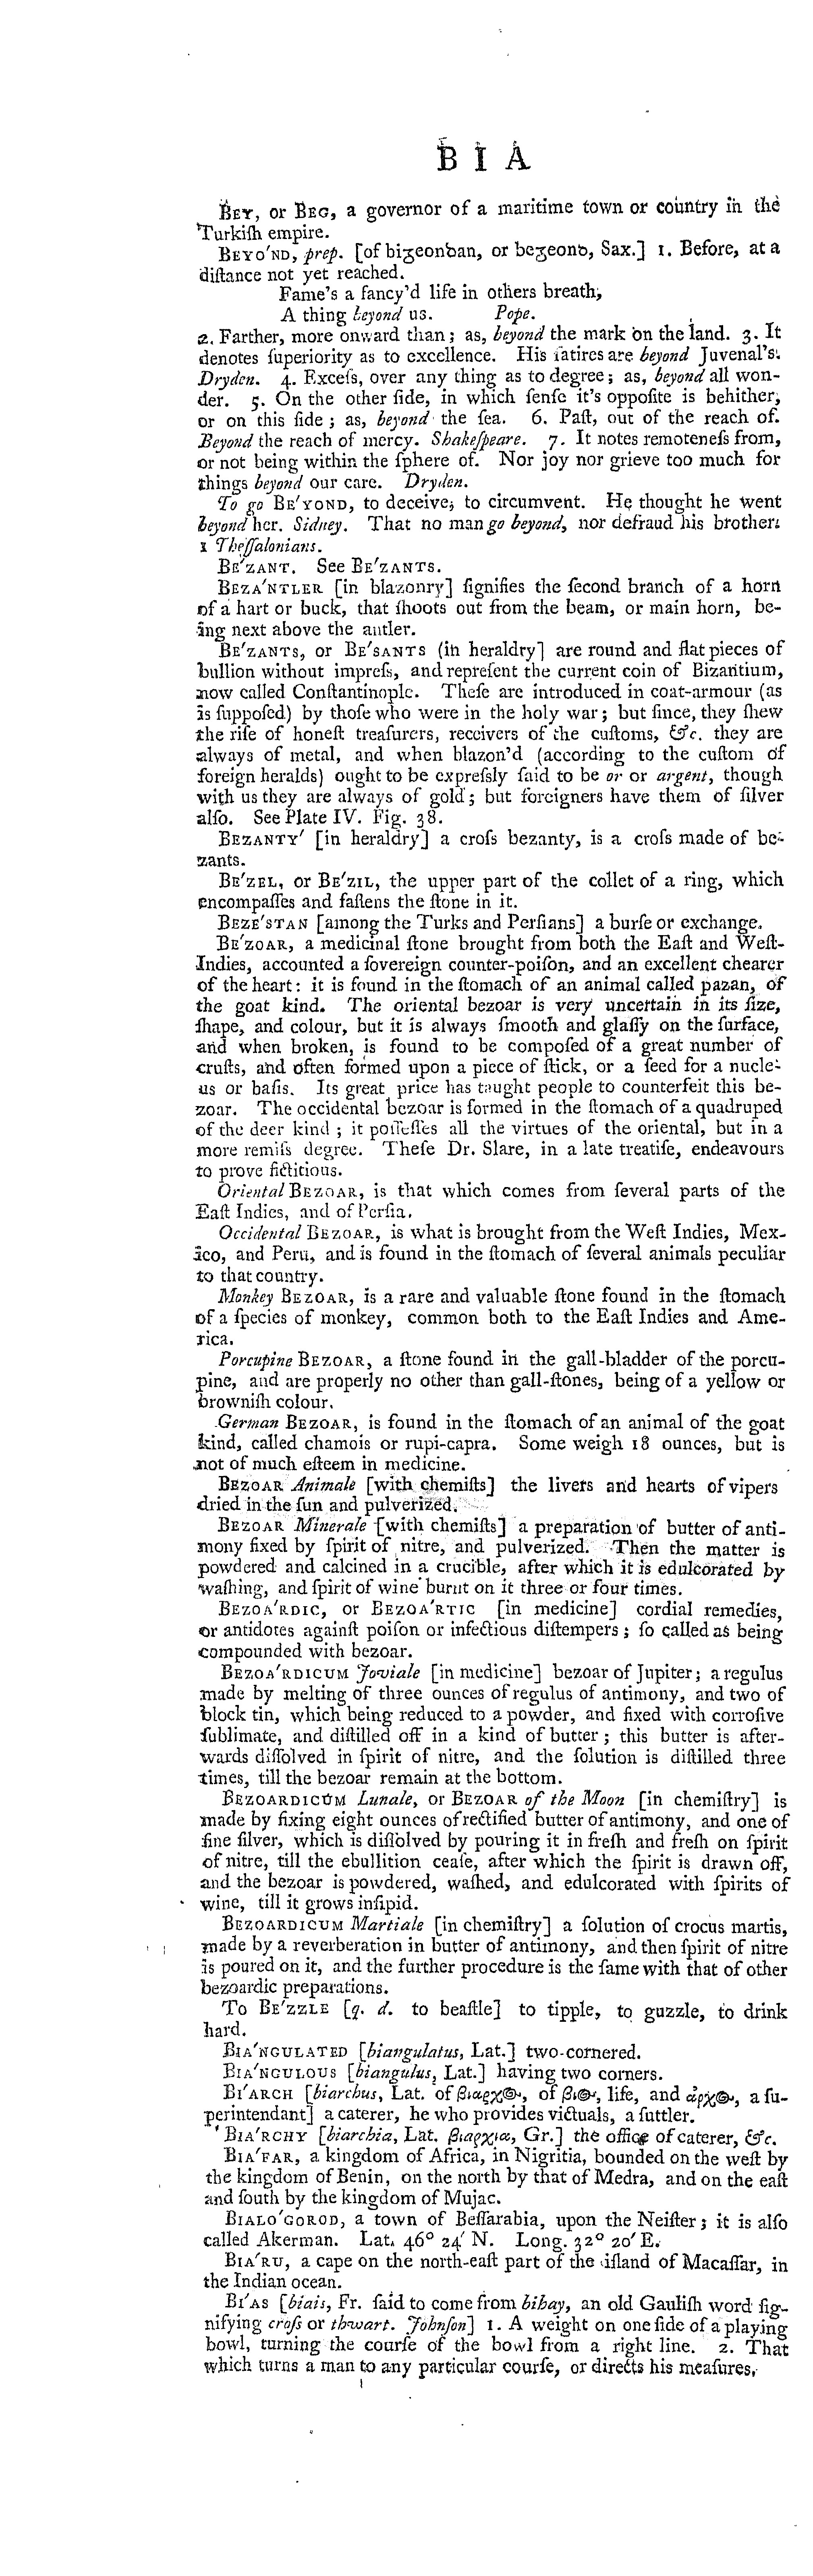 B I A
BEY, or BEG, a governor of a maritime town or country in the
Turkiſh empire.
BEYO'ND, prep. [of biᵹeonꝺan, or beᵹeonꝺ, Sax.] 1. Before, at a
diſtance not yet reached.
Fame's a fancy'd life in others breath,
A thing beyond us. Pope.
2. Farther, more onward than; as, beyond the mark on the land. 3. It
denotes ſuperiority as to excellence. His ſatires are beyond Juvenal's.
Dryden. 4. Exceſs, over any thing as to degree; as, beyond all won-
der. 5. On the other ſide, in which ſenſe it's oppoſite is behither,
or on this ſide; as, beyond the ſea. 6. Paſt, out of the reach of.
Beyond the reach of mercy. Shakeſpeare. 7. It notes remoteneſs from,
or not being within the ſphere of. Nor joy nor grieve too much for
things beyond our care. Dryden.
To go BE'YOND, to deceive, to circumvent. He thought he went
beyond her. Sidney. That no man go beyond, nor defraud his brother.
1 Theſſalonians.
BE'ZANT. See BE'ZANTS.
BEZA'NTLER [in blazonry] ſignifies the ſecond branch of a horn
of a hart or buck, that ſhoots out from the beam, or main horn, be-
ing next above the antler.
BE'ZANTS, or BE'SANTS (in heraldry] are round and flat pieces of
bullion without impreſs, and repreſent the current coin of Bizantium,
now called Conſtantinople. Theſe are introduced in coat-armour (as
is ſuppoſed) by thoſe who were in the holy war; but ſince, they ſhew
the riſe of honeſt treaſurers, receivers of the cuſtoms, &c. they are
always of metal, and when blazon'd (according to the cuſtom of
foreign heralds) ought to be expreſsly ſaid to be or or argent, though
with us they are always of gold; but foreigners have them of ſilver
alſo. See Plate IV. Fig. 38.
BEZANTY' [in heraldry] a croſs bezanty, is a croſs made of be-
zants.
BE'ZEL, or BE'ZIL, the upper part of the collet of a ring, which
encompaſſes and faſtens the ſtone in it.
BEZE'STAN [among the Turks and Perſians] a burſe or exchange.
BE'ZOAR, a medicinal ſtone brought from both the Eaſt and Weſt-
Indies, accounted a ſovereign counter-poiſon, and an excellent chearer
of the heart: it is found in the ſtomach of an animal called pazan, of
the goat kind. The oriental bezoar is very uncertain in its ſize,
ſhape, and colour, but it is always ſmooth and glaſſy on the ſurface,
and when broken, is found to be compoſed of a great number of
cruſts, and often formed upon a piece of ſtick, or a ſeed for a nucle-
us or baſis. Its great price has taught people to counterfeit this be-
zoar. The occidental bezoar is formed in the ſtomach of a quadruped
of the deer kind; it poſſeſſes all the virtues of the oriental, but in a
more remiſs degree. Theſe Dr. Slare, in a late treatiſe, endeavours
to prove fictitious.
Oriental BEZOAR, is that which comes from ſeveral parts of the
Eaſt Indies, and of Perſia.
Occidental BEZOAR, is what is brought from the Weſt Indies, Mex-
ico, and Peru, and is found in the ſtomach of ſeveral animals peculiar
to that country.
Monkey BEZOAR, is a rare and valuable ſtone found in the ſtomach
of a ſpecies of monkey, common both to the Eaſt Indies and Ame-
rica.
Porcupine BEZOAR, a ſtone found in the gall-bladder of the porcu-
pine, and are properly no other than gall-ſtones, being of a yellow or
browniſh colour.
German BEZOAR, is found in the ſtomach of an animal of the goat
kind, called chamois or rupi-capra. Some weigh 18 ounces, but is
not of much eſteem in medicine.
BEZOAR Animale [with chemiſts] the livers and hearts of vipers
dried in the ſun and pulverized.
BEZOAR Minerale [with chemiſts] a preparation of butter of anti-
mony fixed by ſpirit of nitre, and pulverized. Then the matter is
powdered and calcined in a crucible, after which it is edulcorated by
waſhing, and ſpirit of wine burnt on it three or four times.
BEZOA'RDIC, or BEZOA'RTIC [in medicine] cordial remedies,
or antidotes againſt poiſon or infectious diſtempers; ſo called as being
compounded with bezoar.
BEZOA'RDICUM Joviale [in medicine] bezoar of Jupiter; a regulus
made by melting of three ounces of regulus of antimony, and two of
block tin, which being reduced to a powder, and fixed with corroſive
ſublimate, and diſtilled off in a kind of butter; this butter is after-
wards diſſolved in ſpirit of nitre, and the ſolution is diſtilled three
times, till the bezoar remain at the bottom.
BEZOARDICUM Lunale, or BEZOAR of the Moon [in chemiſtry] is
made by fixing eight ounces of rectified butter of antimony, and one of
fine ſilver, which is diſſolved by pouring it in freſh and freſh on ſpirit
of nitre, till the ebullition ceaſe, after which the ſpirit is drawn off,
and the bezoar is powdered, waſhed, and edulcorated with ſpirits of
wine, till it grows inſipid.
BEZOARDICUM Martiale [in chemiſtry] a ſolution of crocus martis,
made by a reverberation in butter of antimony, and then ſpirit of nitre
is poured on it, and the further procedure is the ſame with that of other
bezoardic preparations.
To BE'ZZLE [q. d. to beaſtle] to tipple, to guzzle, to drink
hard.
BIA'NGULATED [biangulatus, Lat.] two-cornered.
BIA'NGULOUS [biangulus, Lat.] having two corners.
BI'ARCH [biarchus, Lat. of βιαρχος, of βιος, life, and ἀρχος, a ſu-
perintendant] a caterer, he who provides victuals, a ſuttler.
BIA'RCHY [biarchia, Lat. βιαρχια, Gr.] the office of caterer, &c.
BIA'FAR, a kingdom of Africa, in Nigritia, bounded on the weſt by
the kingdom of Benin, on the north by that of Medra, and on the eaſt
and ſouth by the kingdom of Mujac.
BIALO'GOROD, a town of Beſſarabia, upon the Neiſter; it is alſo
called Akerman. Lat. 46° 24' N. Long. 32° 20' E.
BIA'RU, a cape on the north-eaſt part of the iſland of Macaſſar, in
the Indian ocean.
BI'AS [biais, Fr. ſaid to come from bihay, an old Gauliſh word ſig-
nifying croſs or thwart. Johnſon] 1. A weight on one ſide of a playing
bowl, turning the courſe of the bowl from a right line. 2. That
which turns a man to any particular courſe, or directs his meaſures.